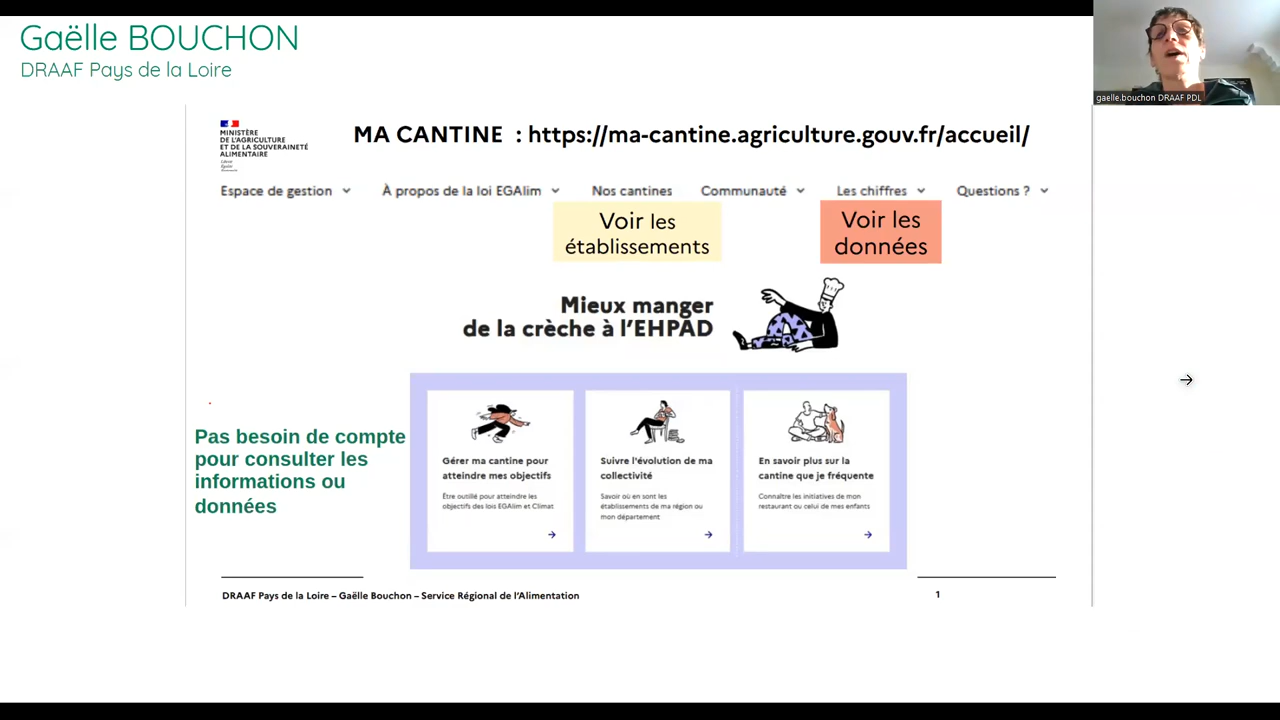 Gaëlle BOUCHON
DRAAF Pays de la Loire
gaelle.bouchon DRAAF PDL
MINISTÈRE
DE L'AGRICULTURE
ET DE LA SOUVERAINETÉ
ALIMENTAIRE
Liberté
Égalité
Fraternité
MA CANTINE : https://ma-cantine.agriculture.gouv.fr/accueil/
Espace de gestion À propos de la loi EGAlim Nos cantines Communauté Les chiffres Questions ?
Voir les
établissements
Voir les
données
Mieux manger
de la crèche à l'EHPAD
Pas besoin de compte
pour consulter les
informations ou
données
Gérer ma cantine pour
atteindre mes objectifs
Être outillé pour atteindre les
objectifs des lois EGAlim et Climat
Suivre l'évolution de ma
collectivité
Savoir où en sont les
établissements de ma région ou
mon département
En savoir plus sur la
cantine que je fréquente
Connaître les initiatives de mon
restaurant ou celui de mes enfants
DRAAF Pays de la Loire – Gaëlle Bouchon – Service Régional de l'Alimentation
1